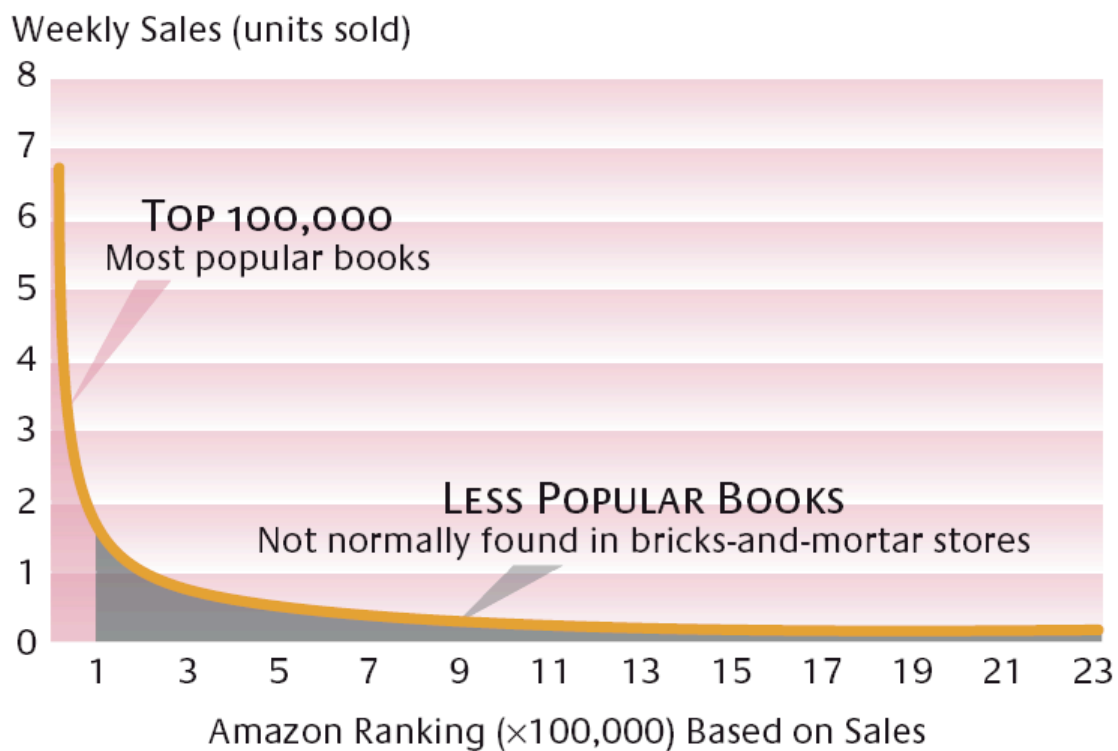 Weekly Sales (units sold)
8
7
6
5
4
3
2
1
0
TOP 100,000
Most popular books
LESS POPULAR BOOKS
Not normally found in bricks-and-mortar stores
1 3 5 7 9 11 13 15 17 19 21 23
Amazon Ranking (×100,000) Based on Sales